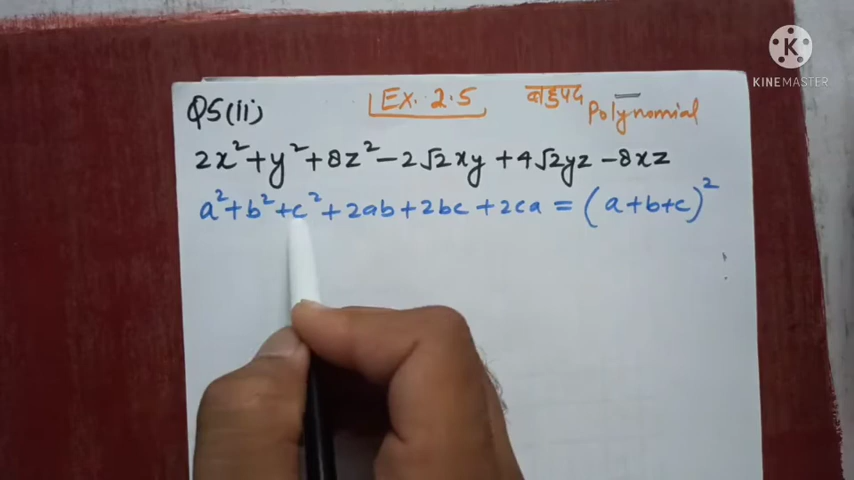 K
KINEMASTER
Q5(ii) Ex. 2.5 बहुपद Polynomial
2x²+y²+8z²-2√2xy+4√2yz-8xz
a²+b²+c²+2ab+2bc+2ca=(a+b+c)²